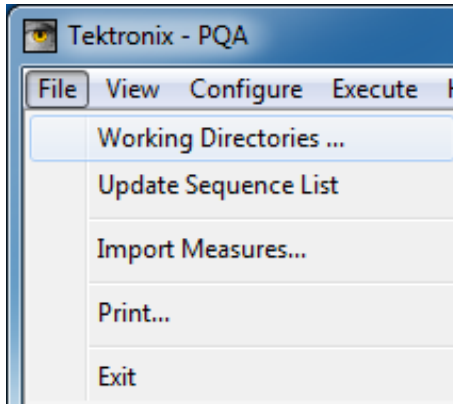 Tektronix - PQA
File View Configure Execute
Working Directories ...
Update Sequence List
Import Measures...
Print...
Exit